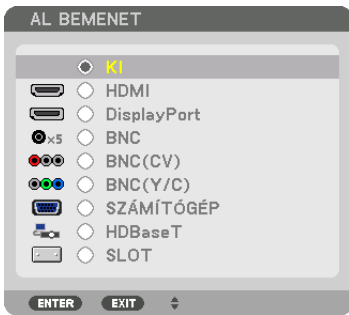 AL BEMENET
KI
HDMI
DisplayPort
×5 BNC
BNC(CV)
BNC(Y/C)
SZÁMÍTÓGÉP
HDBaseT
SLOT
ENTER EXIT